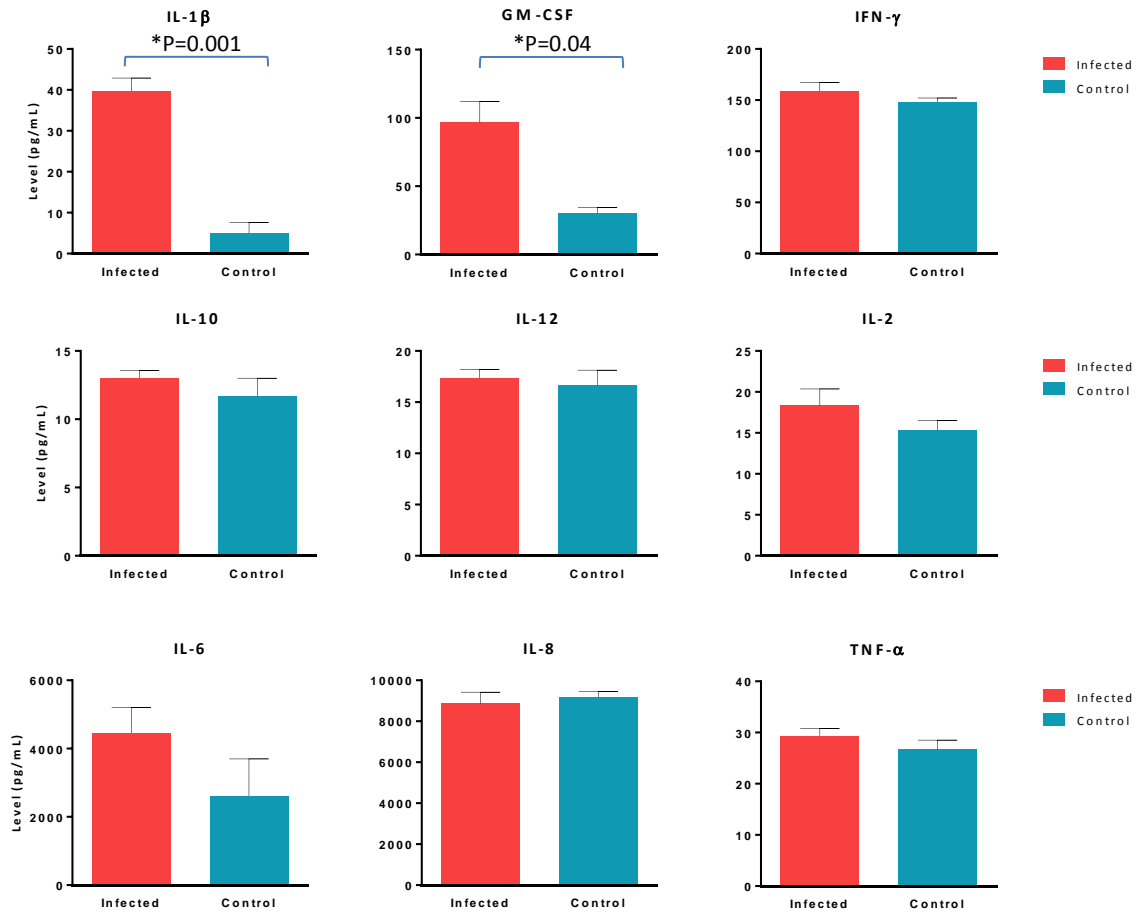 IL-1β
*P=0.001
Level (pg/mL)
50
40
30
20
10
0
Infected
Control
GM-CSF
*P=0.04
150
100
50
0
Infected
Control
IFN-γ
200
150
100
50
0
Infected
Control
Infected
Control
IL-10
Level (pg/mL)
15
10
5
0
Infected
Control
IL-12
20
15
10
5
0
Infected
Control
IL-2
25
20
15
10
5
0
Infected
Control
Infected
Control
IL-6
Level (pg/mL)
6000
4000
2000
0
Infected
Control
IL-8
10000
8000
6000
4000
2000
0
Infected
Control
TNF-α
40
30
20
10
0
Infected
Control
Infected
Control